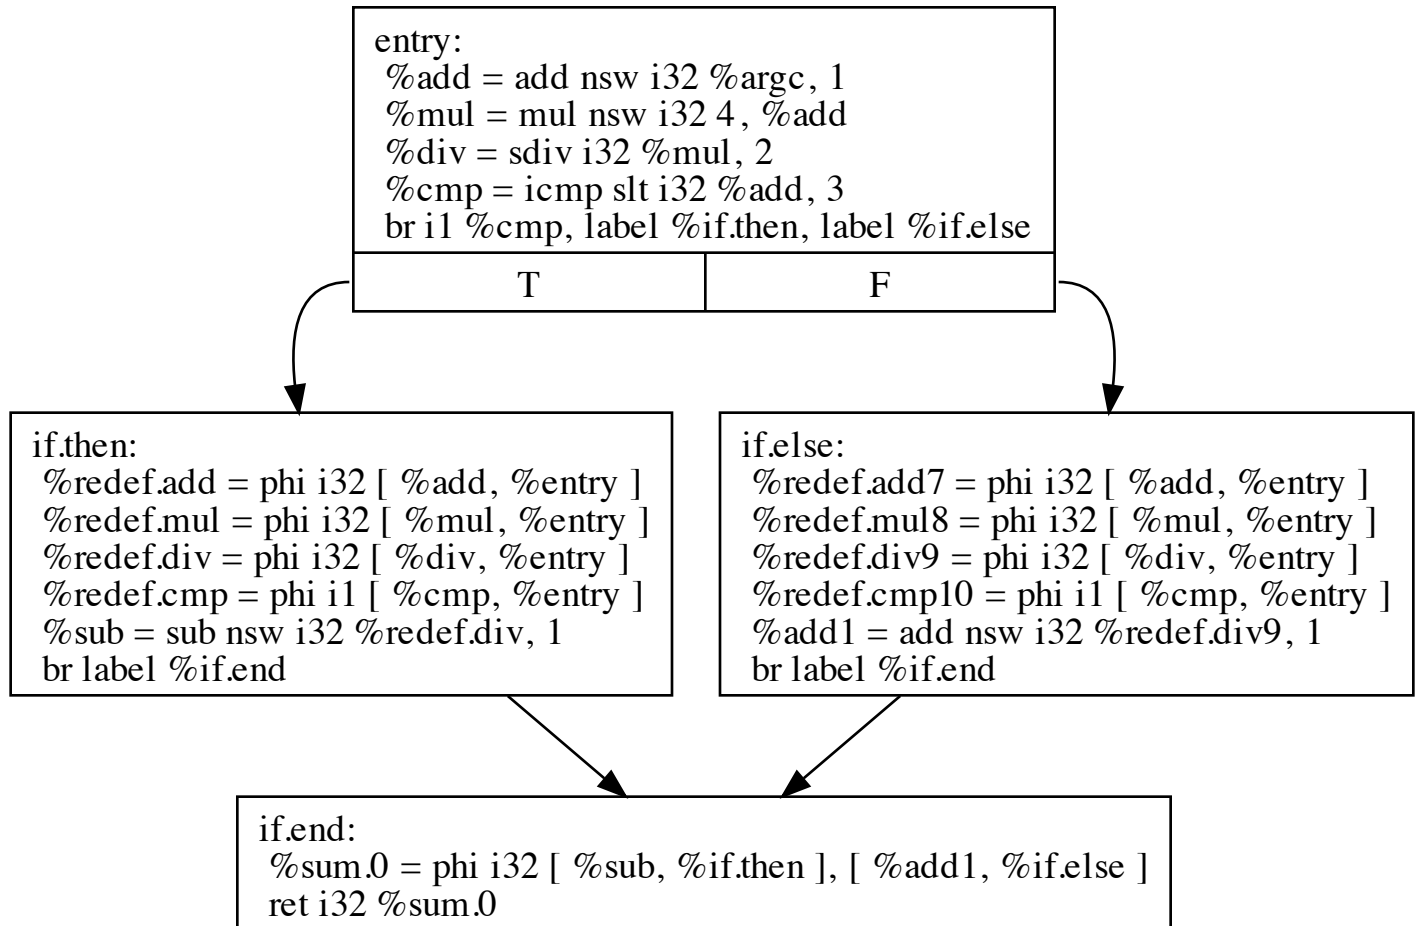 entry:
%add = add nsw i32 %argc, 1
%mul = mul nsw i32 4, %add
%div = sdiv i32 %mul, 2
%cmp = icmp slt i32 %add, 3
br i1 %cmp, label %if.then, label %if.else
T
F
if.then:
%redef.add = phi i32 [ %add, %entry ]
%redef.mul = phi i32 [ %mul, %entry ]
%redef.div = phi i32 [ %div, %entry ]
%redef.cmp = phi i1 [ %cmp, %entry ]
%sub = sub nsw i32 %redef.div, 1
br label %if.end
if.else:
%redef.add7 = phi i32 [ %add, %entry ]
%redef.mul8 = phi i32 [ %mul, %entry ]
%redef.div9 = phi i32 [ %div, %entry ]
%redef.cmp10 = phi i1 [ %cmp, %entry ]
%add1 = add nsw i32 %redef.div9, 1
br label %if.end
if.end:
%sum.0 = phi i32 [ %sub, %if.then ], [ %add1, %if.else ]
ret i32 %sum.0